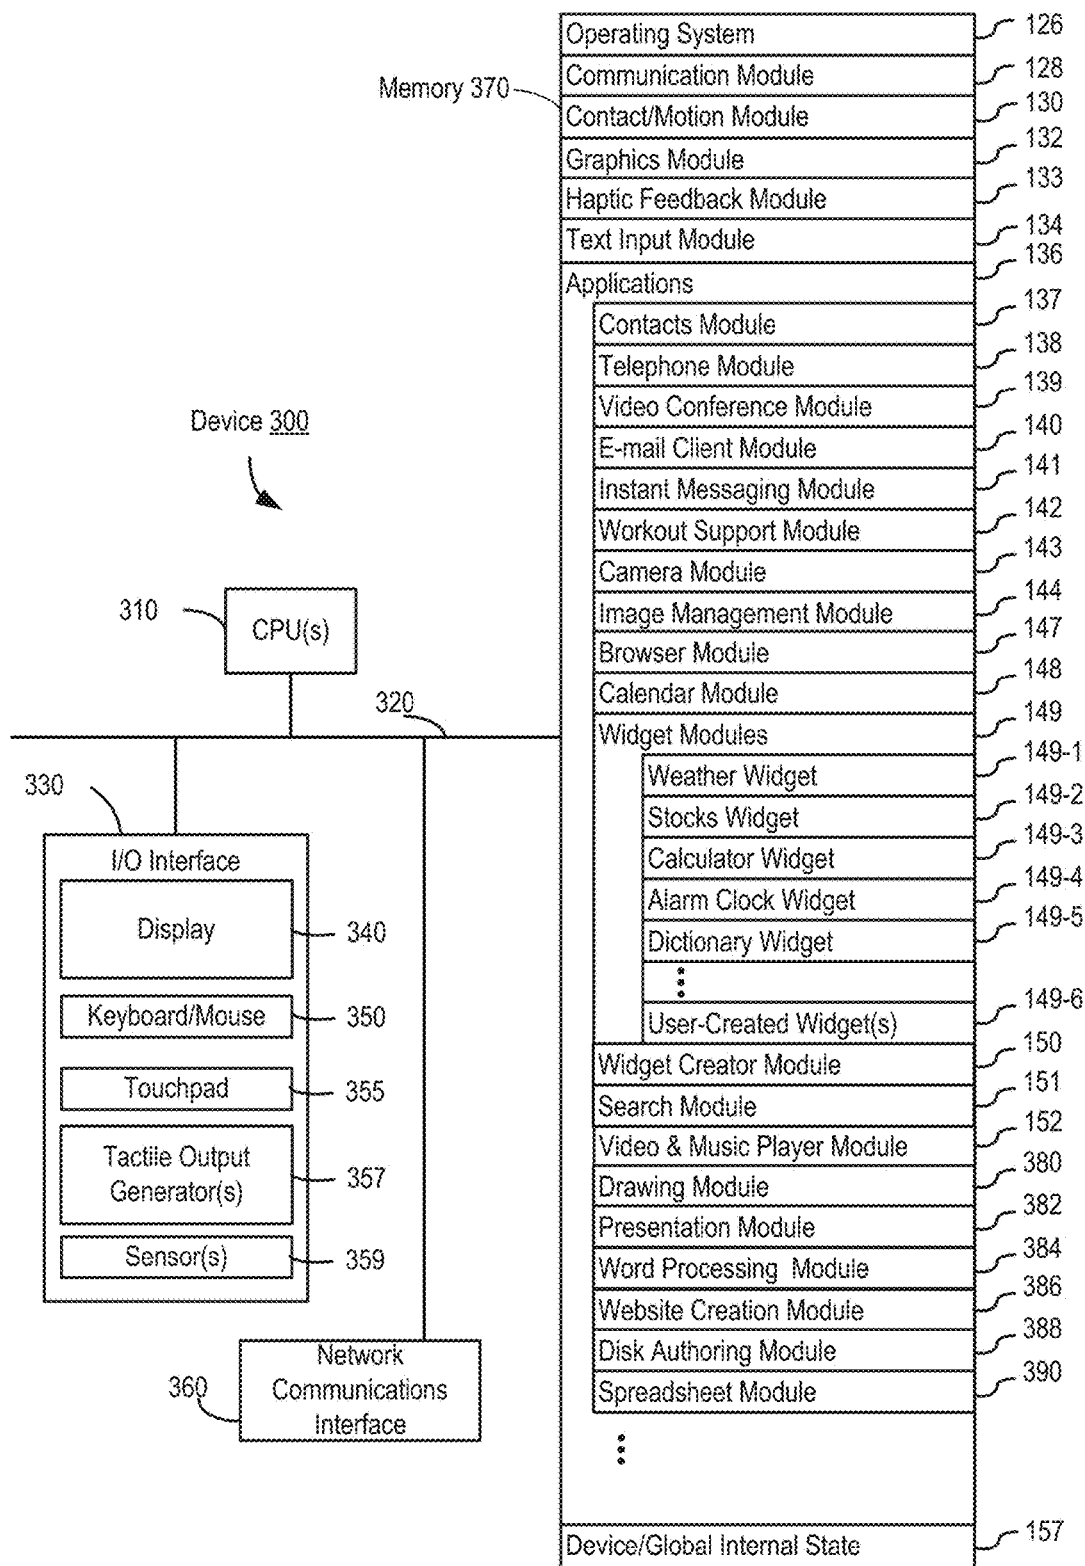 Operating System 126
Communication Module 128
Memory 370
Contact/Motion Module 130
Graphics Module 132
Haptic Feedback Module 133
Text Input Module 134
Applications 136
Contacts Module 137
Telephone Module 138
Video Conference Module 139
E-mail Client Module 140
Instant Messaging Module 141
Workout Support Module 142
Camera Module 143
Image Management Module 144
Browser Module 147
Calendar Module 148
Widget Modules 149
Weather Widget 149-1
Stocks Widget 149-2
Calculator Widget 149-3
Alarm Clock Widget 149-4
Dictionary Widget 149-5
User-Created Widget(s) 149-6
Widget Creator Module 150
Search Module 151
Video & Music Player Module 152
Drawing Module 380
Presentation Module 382
Word Processing Module 384
Website Creation Module 386
Disk Authoring Module 388
Spreadsheet Module 390
Device/Global Internal State 157
Device 300
310
CPU(s)
320
330
I/O Interface
Display 340
Keyboard/Mouse 350
Touchpad 355
Tactile Output
Generator(s) 357
Sensor(s) 359
360
Network
Communications
Interface